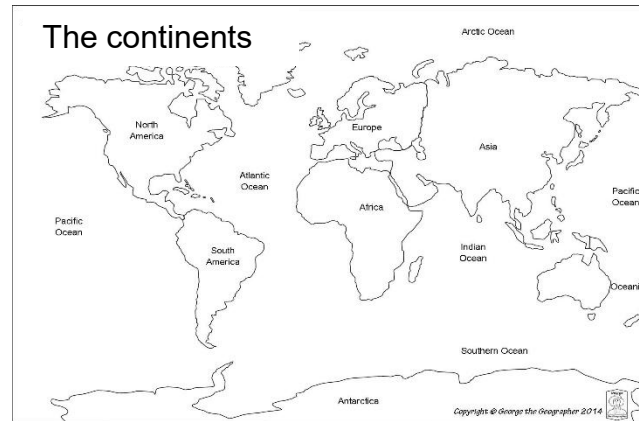 The continents
Arctic Ocean
North
America
Europe
Asia
Atlantic
Ocean
Pacific
Ocean
Africa
Pacific
Ocean
South
America
Indian
Ocean
Oceani
Southern Ocean
Antarctica
Copyright © George the Geographer 2014